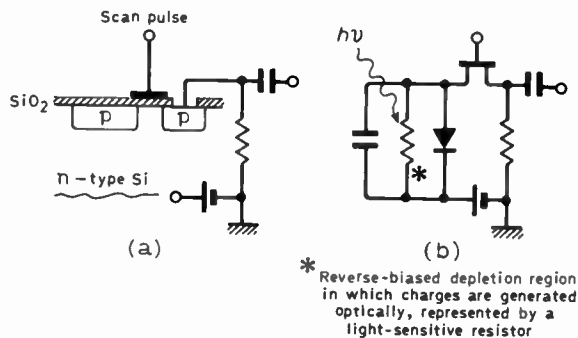 Scan pulse
SiO₂
p
p
n-type Si
(a)
hν
*
(b)
* Reverse-biased depletion region
in which charges are generated
optically, represented by a
light-sensitive resistor